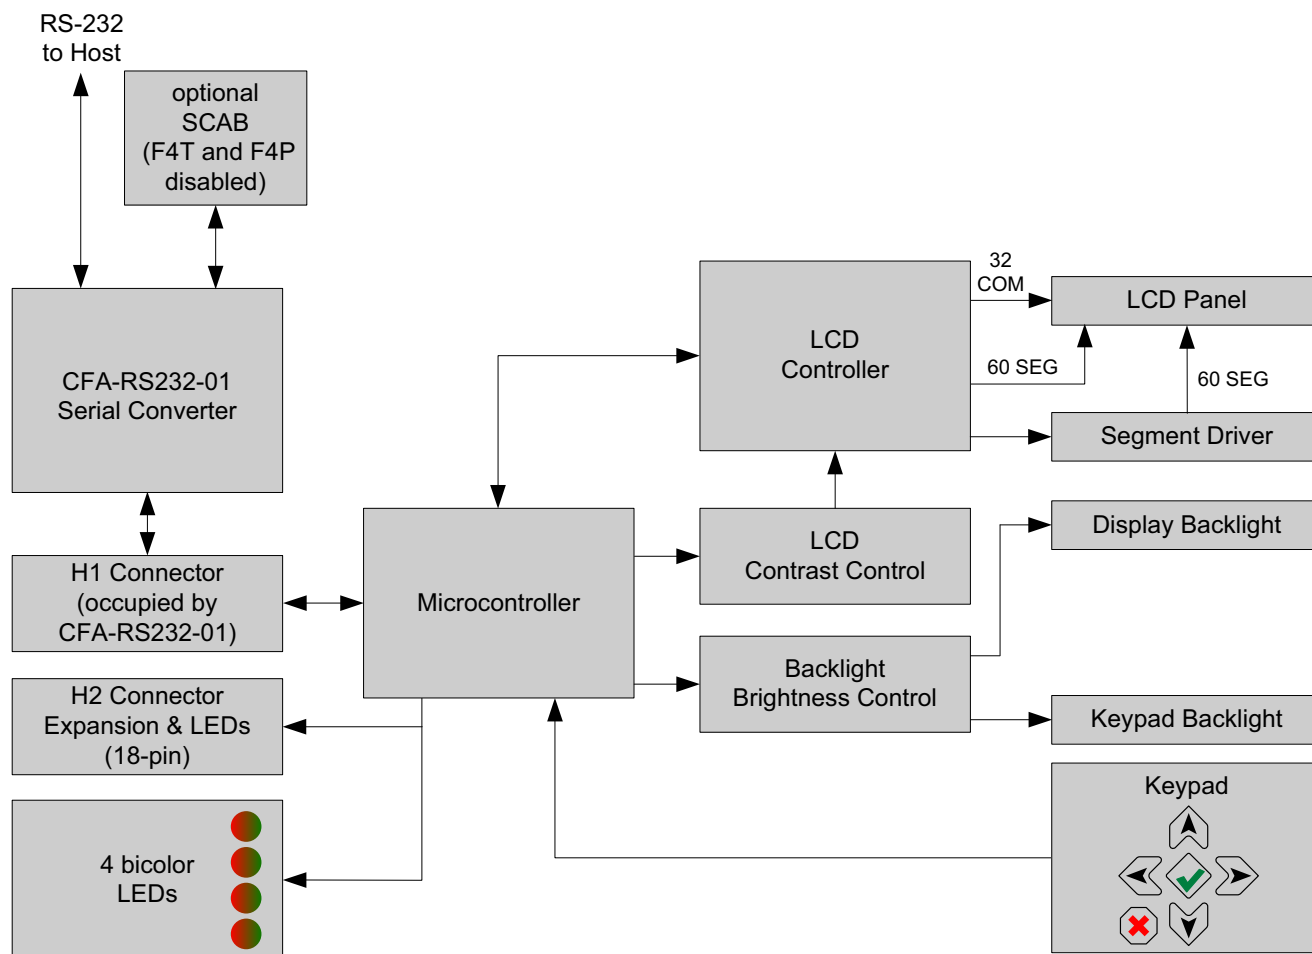 RS-232
to Host
optional
SCAB
(F4T and F4P
disabled)
CFA-RS232-01
Serial Converter
H1 Connector
(occupied by
CFA-RS232-01)
H2 Connector
Expansion & LEDs
(18-pin)
4 bicolor
LEDs
Microcontroller
LCD
Controller
LCD
Contrast Control
Backlight
Brightness Control
32
COM
60 SEG
60 SEG
LCD Panel
Segment Driver
Display Backlight
Keypad Backlight
Keypad